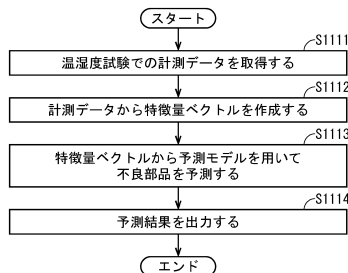 スタート
S1111
温湿度試験での計測データを取得する
S1112
計測データから特徴量ベクトルを作成する
S1113
特徴量ベクトルから予測モデルを用いて
不良部品を予測する
S1114
予測結果を出力する
エンド